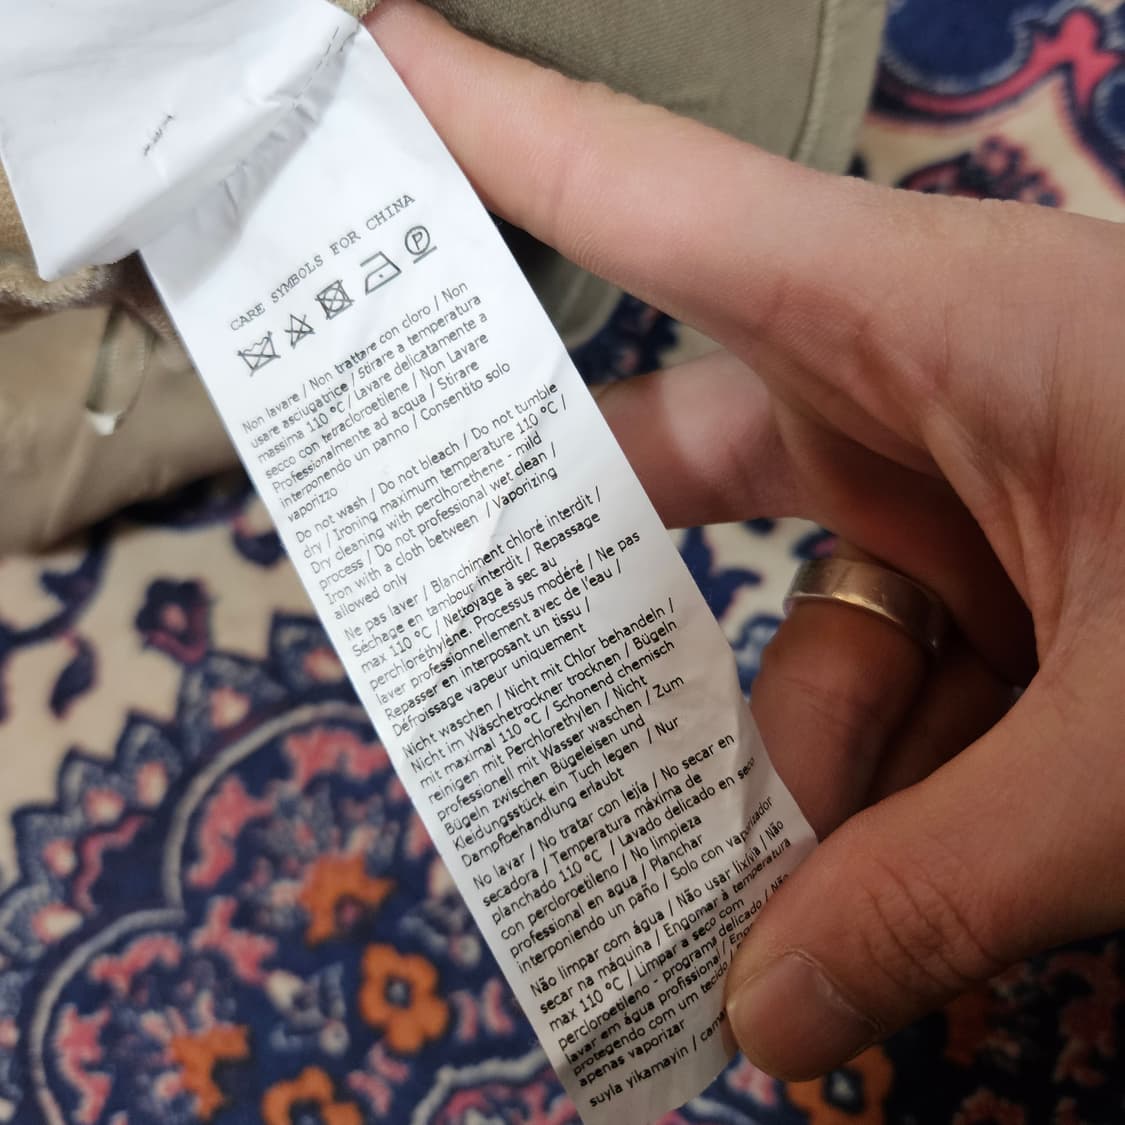 CARE SYMBOLS FOR CHINA
P
Non lavare / Non trattare con cloro / Non
usare asciugatrice / Stirare a temperatura
massima 110 °C / Lavare delicatamente a
secco con tetracloroetilene / Non Lavare
Professionalmente ad acqua / Stirare
interponendo un panno / Consentito solo
vaporizzo
Do not wash / Do not bleach / Do not tumble
dry / Ironing maximum temperature 110 °C /
Dry cleaning with perclhorethene - mild
process / Do not professional wet clean /
Iron with a cloth between / Vaporizing
allowed only
Ne pas laver / Blanchiment chloré interdit /
Séchage en tambour interdit / Repassage
max 110 °C / Nettoyage à sec au
perchloréthylène. Processus modéré / Ne pas
laver professionnellement avec de l'eau /
Repasser en interposant un tissu /
Défroissage vapeur uniquement
Nicht waschen / Nicht mit Chlor behandeln /
Nicht im Wäschetrockner trocknen / Bügeln
mit maximal 110 °C / Schonend chemisch
reinigen mit Perchlorethylen / Nicht
professionell mit Wasser waschen / Zum
Bügeln zwischen Bügeleisen und
Kleidungsstück ein Tuch legen / Nur
Dampfbehandlung erlaubt
No lavar / No tratar con lejia / No secar en
secadora / Temperatura máxima de
planchado 110 °C / Lavado delicado en seco
con percloroetileno / No limpieza
professional en agua / Planchar
interponiendo un paño / Solo con vaporizador
Não limpar com água / Não usar lixívia / Não
secar na máquina / Engomar à temperatura
max 110 °C / Limpar a seco com
percloroetileno - programa delicado / Não
lavar em água profissional /
protegendo com um tecido /
apenas vaporizar
suyla yikamayin /